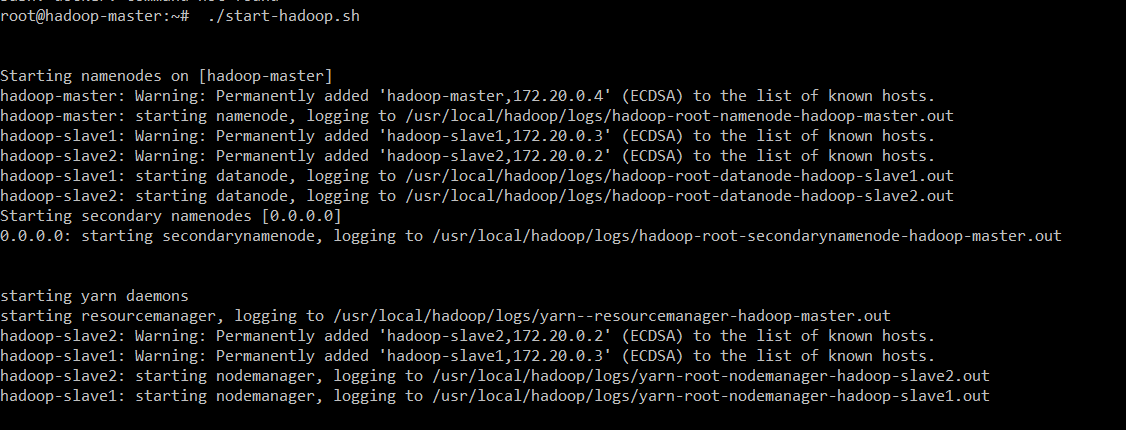 root@hadoop-master:~#  ./start-hadoop.sh
Starting namenodes on [hadoop-master]
hadoop-master: Warning: Permanently added 'hadoop-master,172.20.0.4' (ECDSA) to the list of known hosts.
hadoop-master: starting namenode, logging to /usr/local/hadoop/logs/hadoop-root-namenode-hadoop-master.out
hadoop-slave1: Warning: Permanently added 'hadoop-slave1,172.20.0.3' (ECDSA) to the list of known hosts.
hadoop-slave2: Warning: Permanently added 'hadoop-slave2,172.20.0.2' (ECDSA) to the list of known hosts.
hadoop-slave1: starting datanode, logging to /usr/local/hadoop/logs/hadoop-root-datanode-hadoop-slave1.out
hadoop-slave2: starting datanode, logging to /usr/local/hadoop/logs/hadoop-root-datanode-hadoop-slave2.out
Starting secondary namenodes [0.0.0.0]
0.0.0.0: starting secondarynamenode, logging to /usr/local/hadoop/logs/hadoop-root-secondarynamenode-hadoop-master.out
starting yarn daemons
starting resourcemanager, logging to /usr/local/hadoop/logs/yarn--resourcemanager-hadoop-master.out
hadoop-slave2: Warning: Permanently added 'hadoop-slave2,172.20.0.2' (ECDSA) to the list of known hosts.
hadoop-slave1: Warning: Permanently added 'hadoop-slave1,172.20.0.3' (ECDSA) to the list of known hosts.
hadoop-slave2: starting nodemanager, logging to /usr/local/hadoop/logs/yarn-root-nodemanager-hadoop-slave2.out
hadoop-slave1: starting nodemanager, logging to /usr/local/hadoop/logs/yarn-root-nodemanager-hadoop-slave1.out